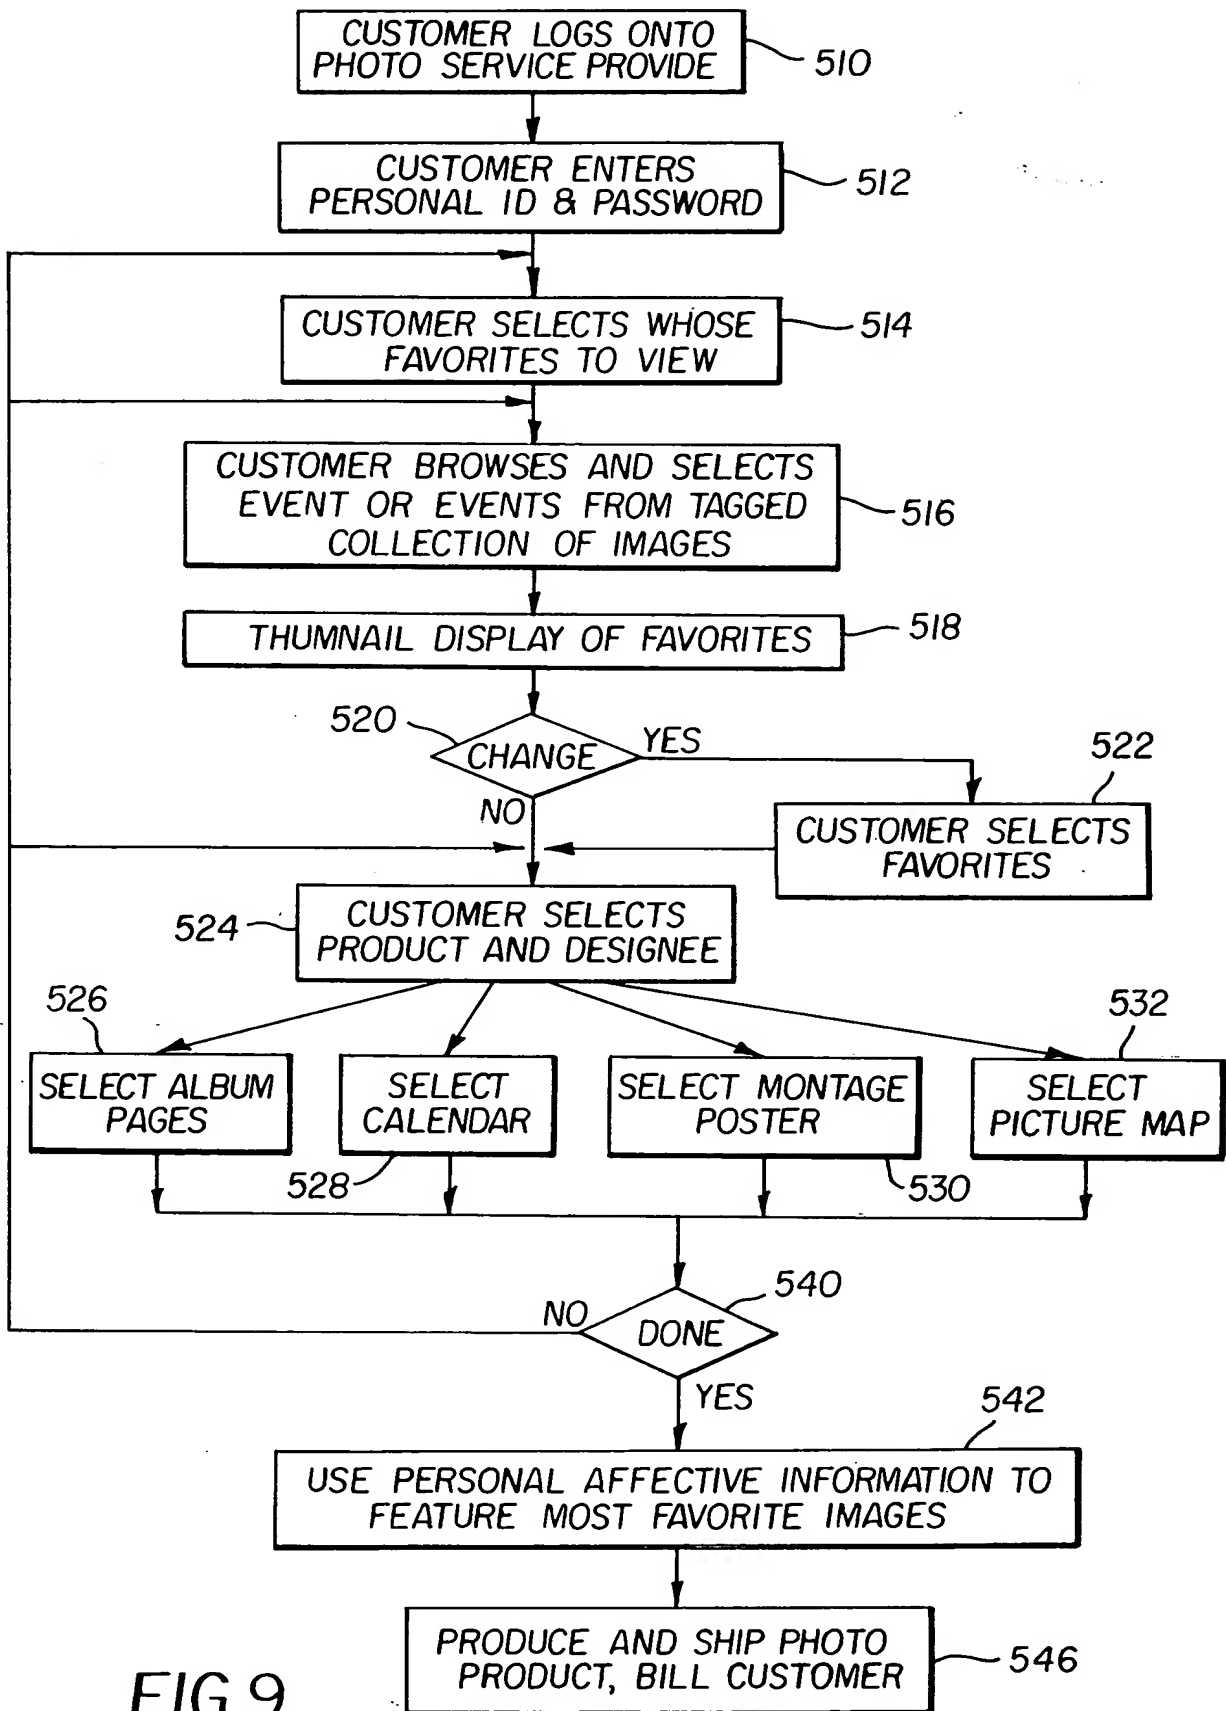 CUSTOMER LOGS ONTO
PHOTO SERVICE PROVIDE
510
CUSTOMER ENTERS
PERSONAL ID & PASSWORD
512
CUSTOMER SELECTS WHOSE
FAVORITES TO VIEW
514
CUSTOMER BROWSES AND SELECTS
EVENT OR EVENTS FROM TAGGED
COLLECTION OF IMAGES
516
THUMNAIL DISPLAY OF FAVORITES
518
520
CHANGE
YES
NO
522
CUSTOMER SELECTS
FAVORITES
524
CUSTOMER SELECTS
PRODUCT AND DESIGNEE
526
SELECT ALBUM
PAGES
SELECT
CALENDAR
528
SELECT MONTAGE
POSTER
530
532
SELECT
PICTURE MAP
540
NO
DONE
YES
542
USE PERSONAL AFFECTIVE INFORMATION TO
FEATURE MOST FAVORITE IMAGES
PRODUCE AND SHIP PHOTO
PRODUCT, BILL CUSTOMER
546
FIG. 9